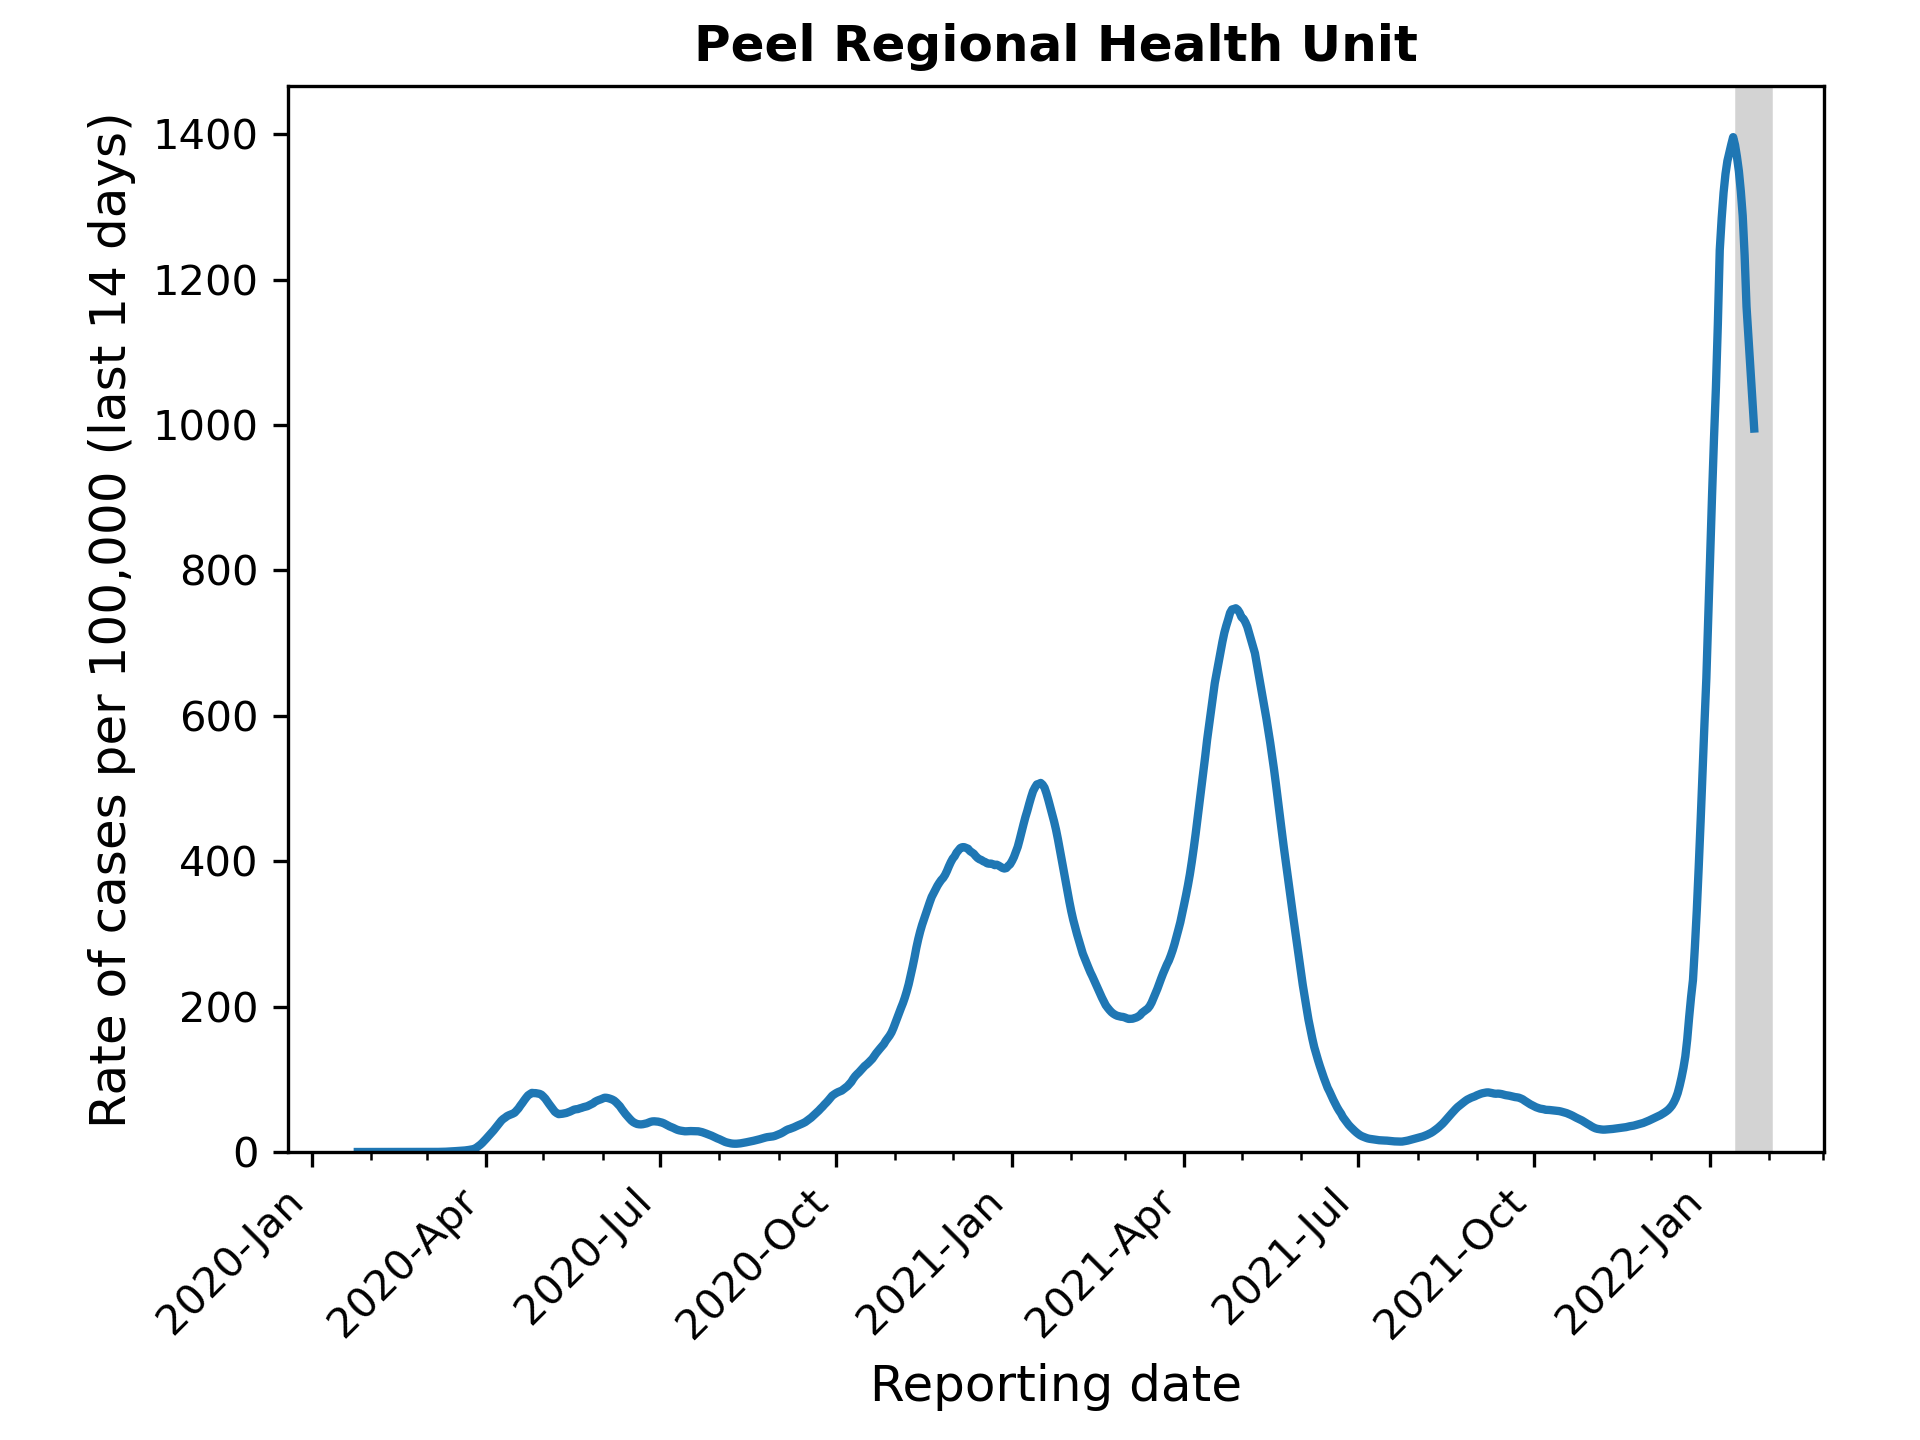 Peel Regional Health Unit
Rate of cases per 100,000 (last 14 days)
1400
1200
1000
800
600
400
200
0
2020-Jan
2020-Apr
2020-Jul
2020-Oct
2021-Jan
2021-Apr
2021-Jul
2021-Oct
2022-Jan
Reporting date